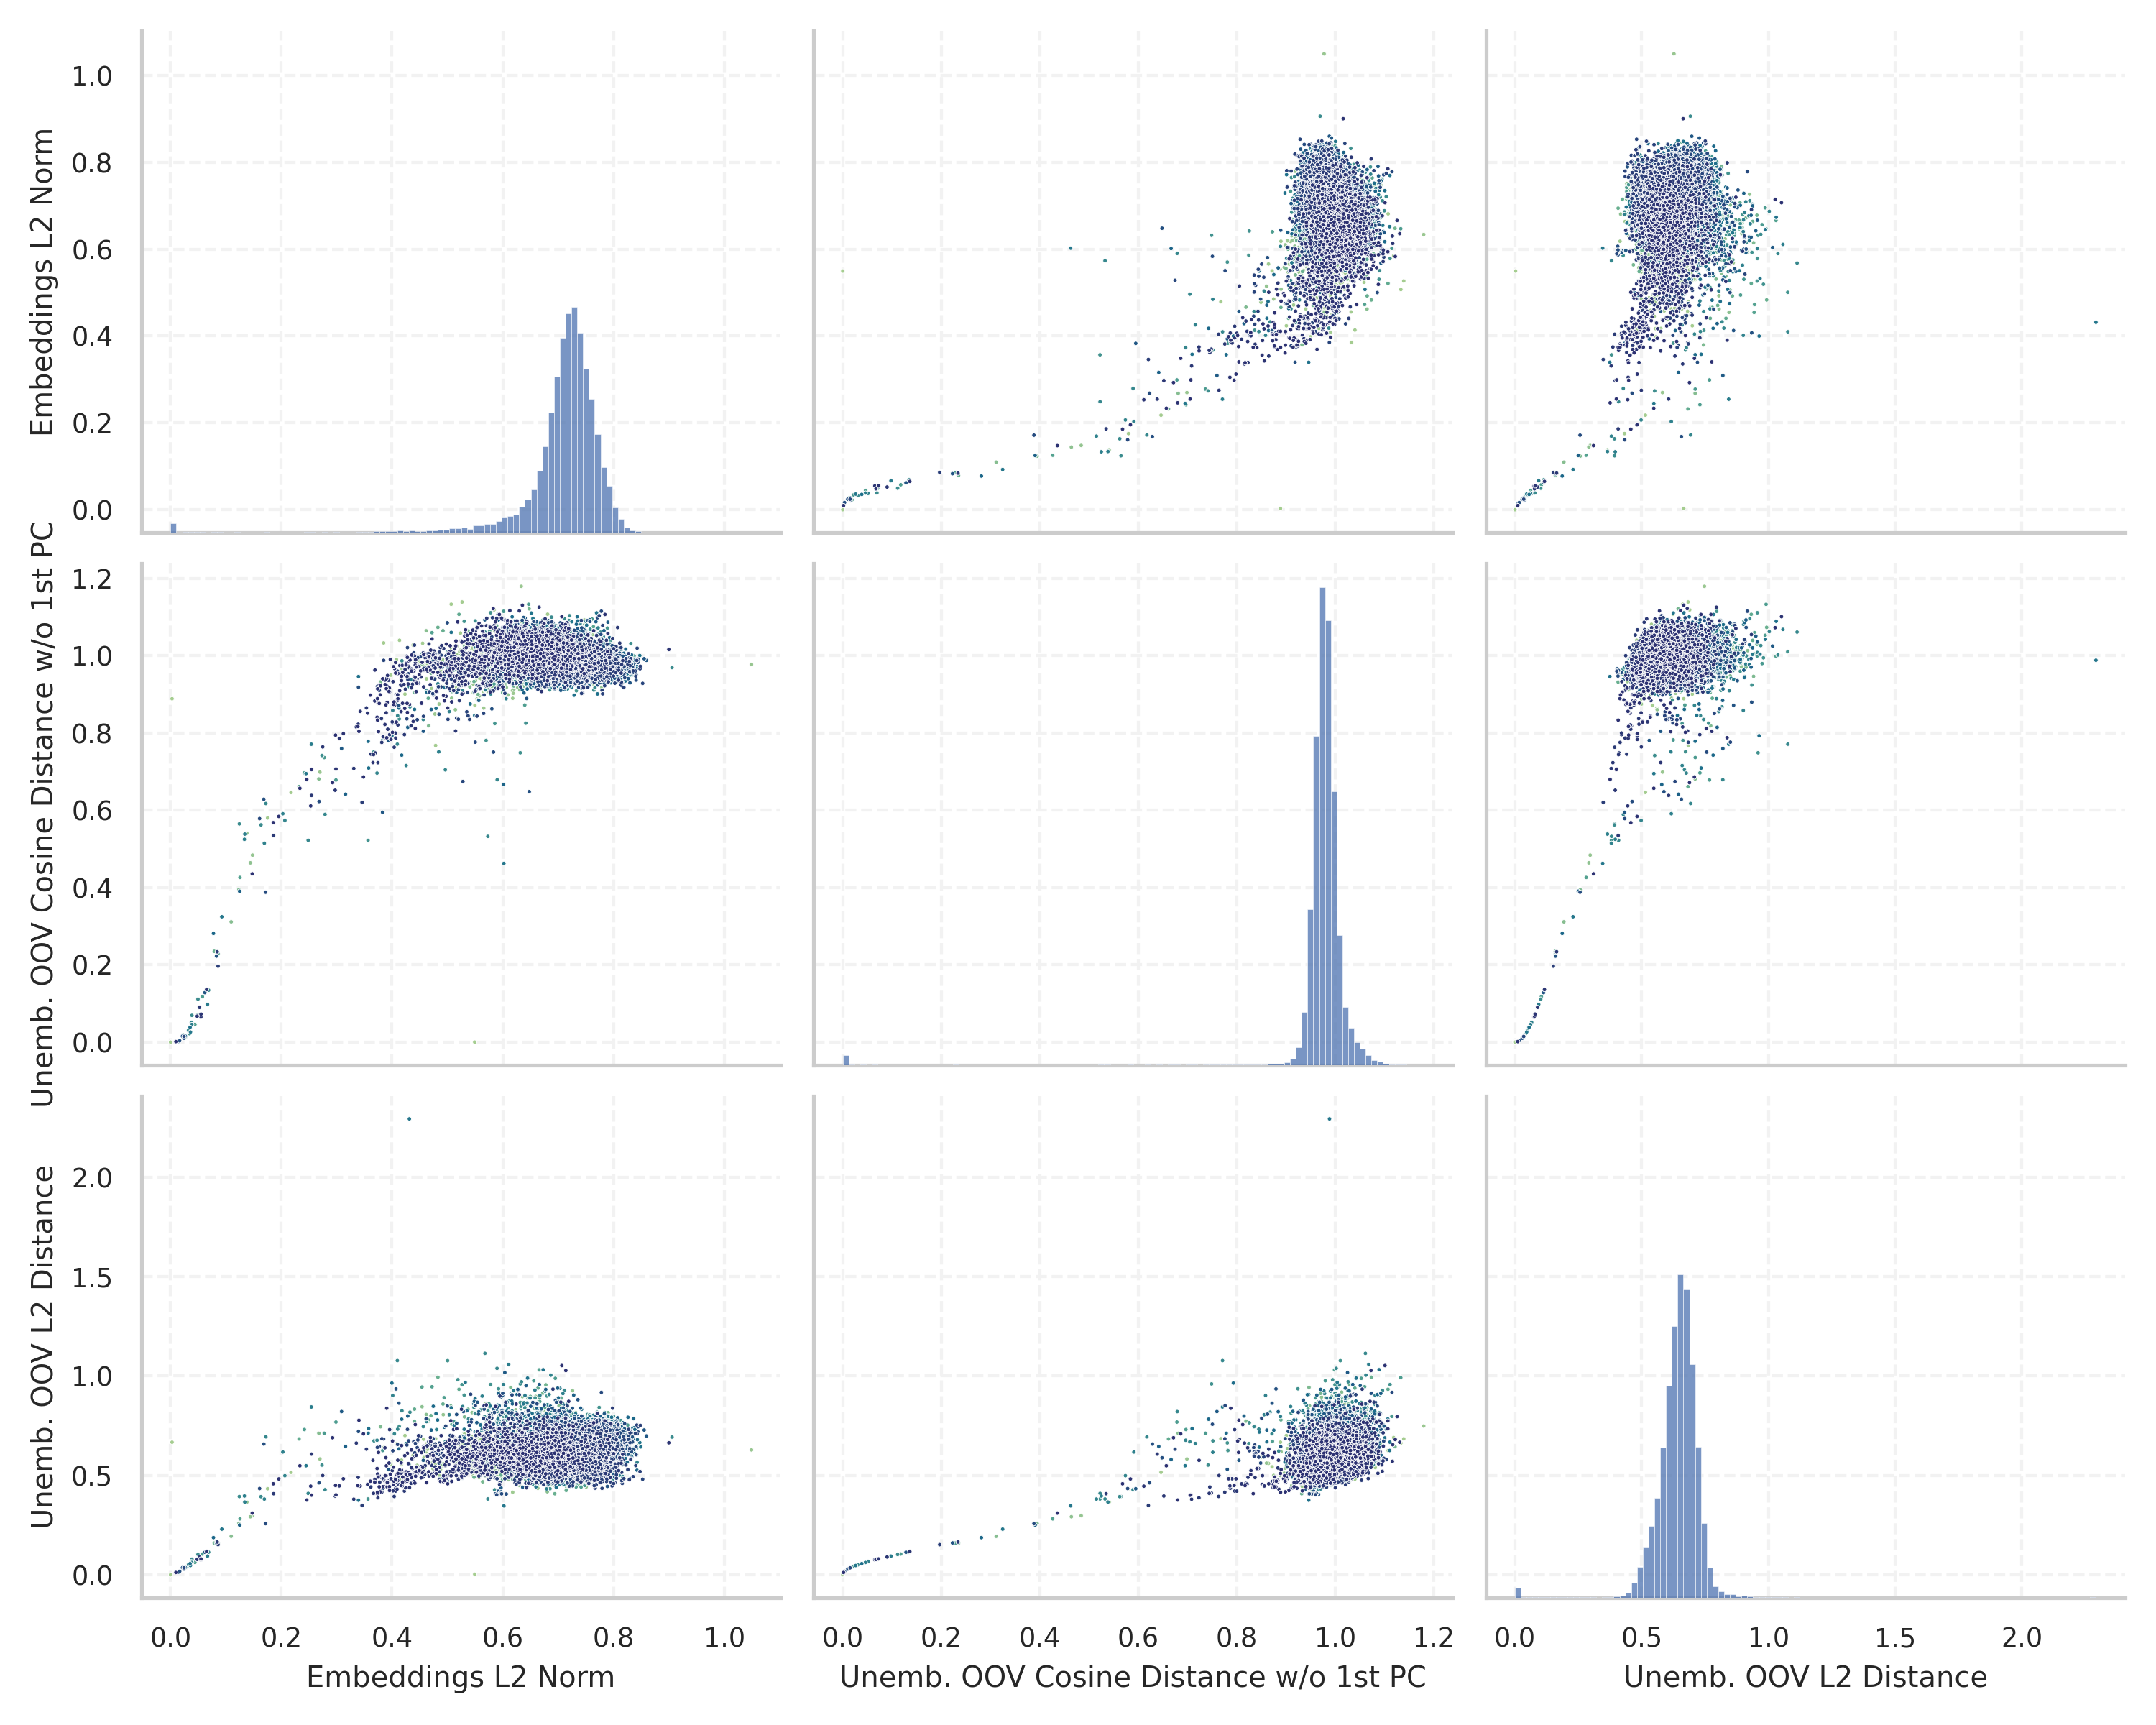 Embeddings L2 Norm
1.0
0.8
0.6
0.4
0.2
0.0
Unemb. OOV Cosine Distance w/o 1st PC
1.2
1.0
0.8
0.6
0.4
0.2
0.0
Unemb. OOV L2 Distance
2.0
1.5
1.0
0.5
0.0
0.0 0.2 0.4 0.6 0.8 1.0
0.0 0.2 0.4 0.6 0.8 1.0 1.2
0.0 0.5 1.0 1.5 2.0
Embeddings L2 Norm
Unemb. OOV Cosine Distance w/o 1st PC
Unemb. OOV L2 Distance